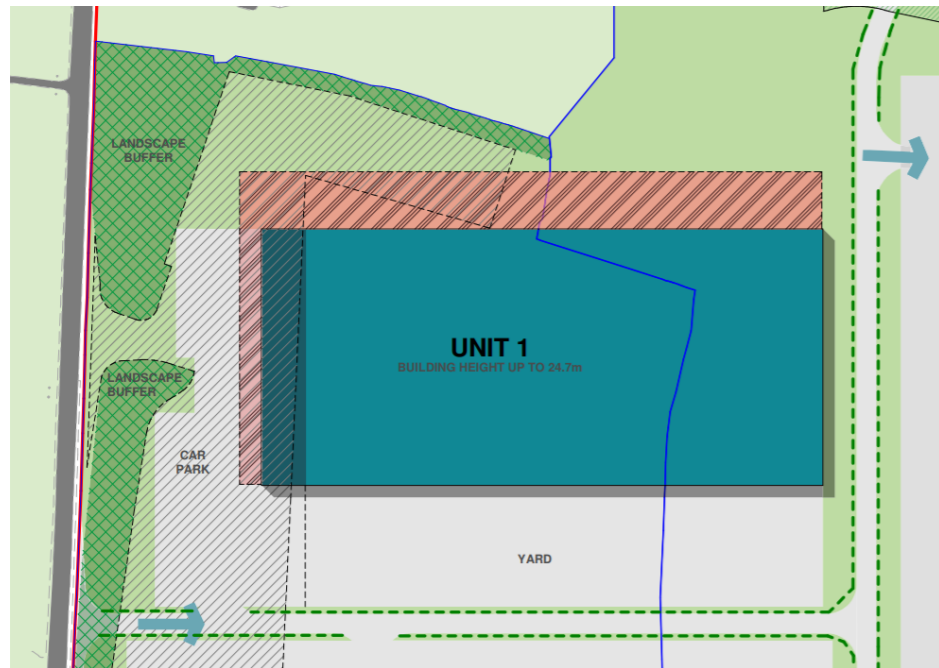 LANDSCAPE
BUFFER
UNIT 1
BUILDING HEIGHT UP TO 24.7m
LANDSCAPE
BUFFER
CAR
PARK
YARD